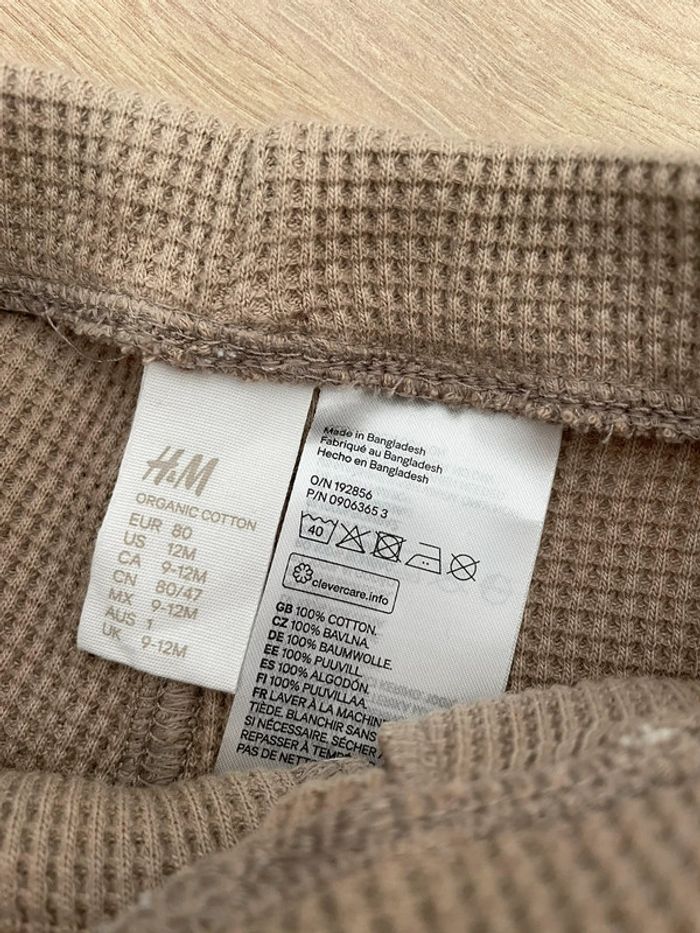 H&M
ORGANIC COTTON
EUR 80
US 12M
CA 9-12M
CN 80/47
MX 9-12M
AUS 1
UK 9-12M
Made in Bangladesh
Fabriqué au Bangladesh
Hecho en Bangladesh
O/N 192856
P/N 0906365 3
40
clevercare.info
GB 100% COTTON.
CZ 100% BAVLNA.
DE 100% BAUMWOLLE.
EE 100% PUUVILL.
ES 100% ALGODÓN.
FI 100% PUUVILLAA.
FR LAVER À LA MACHIN
TIÈDE. BLANCHIR SANS
SI NÉCESSAIRE. SÉCHER
REPASSER À TEMP
PAS DE NETT